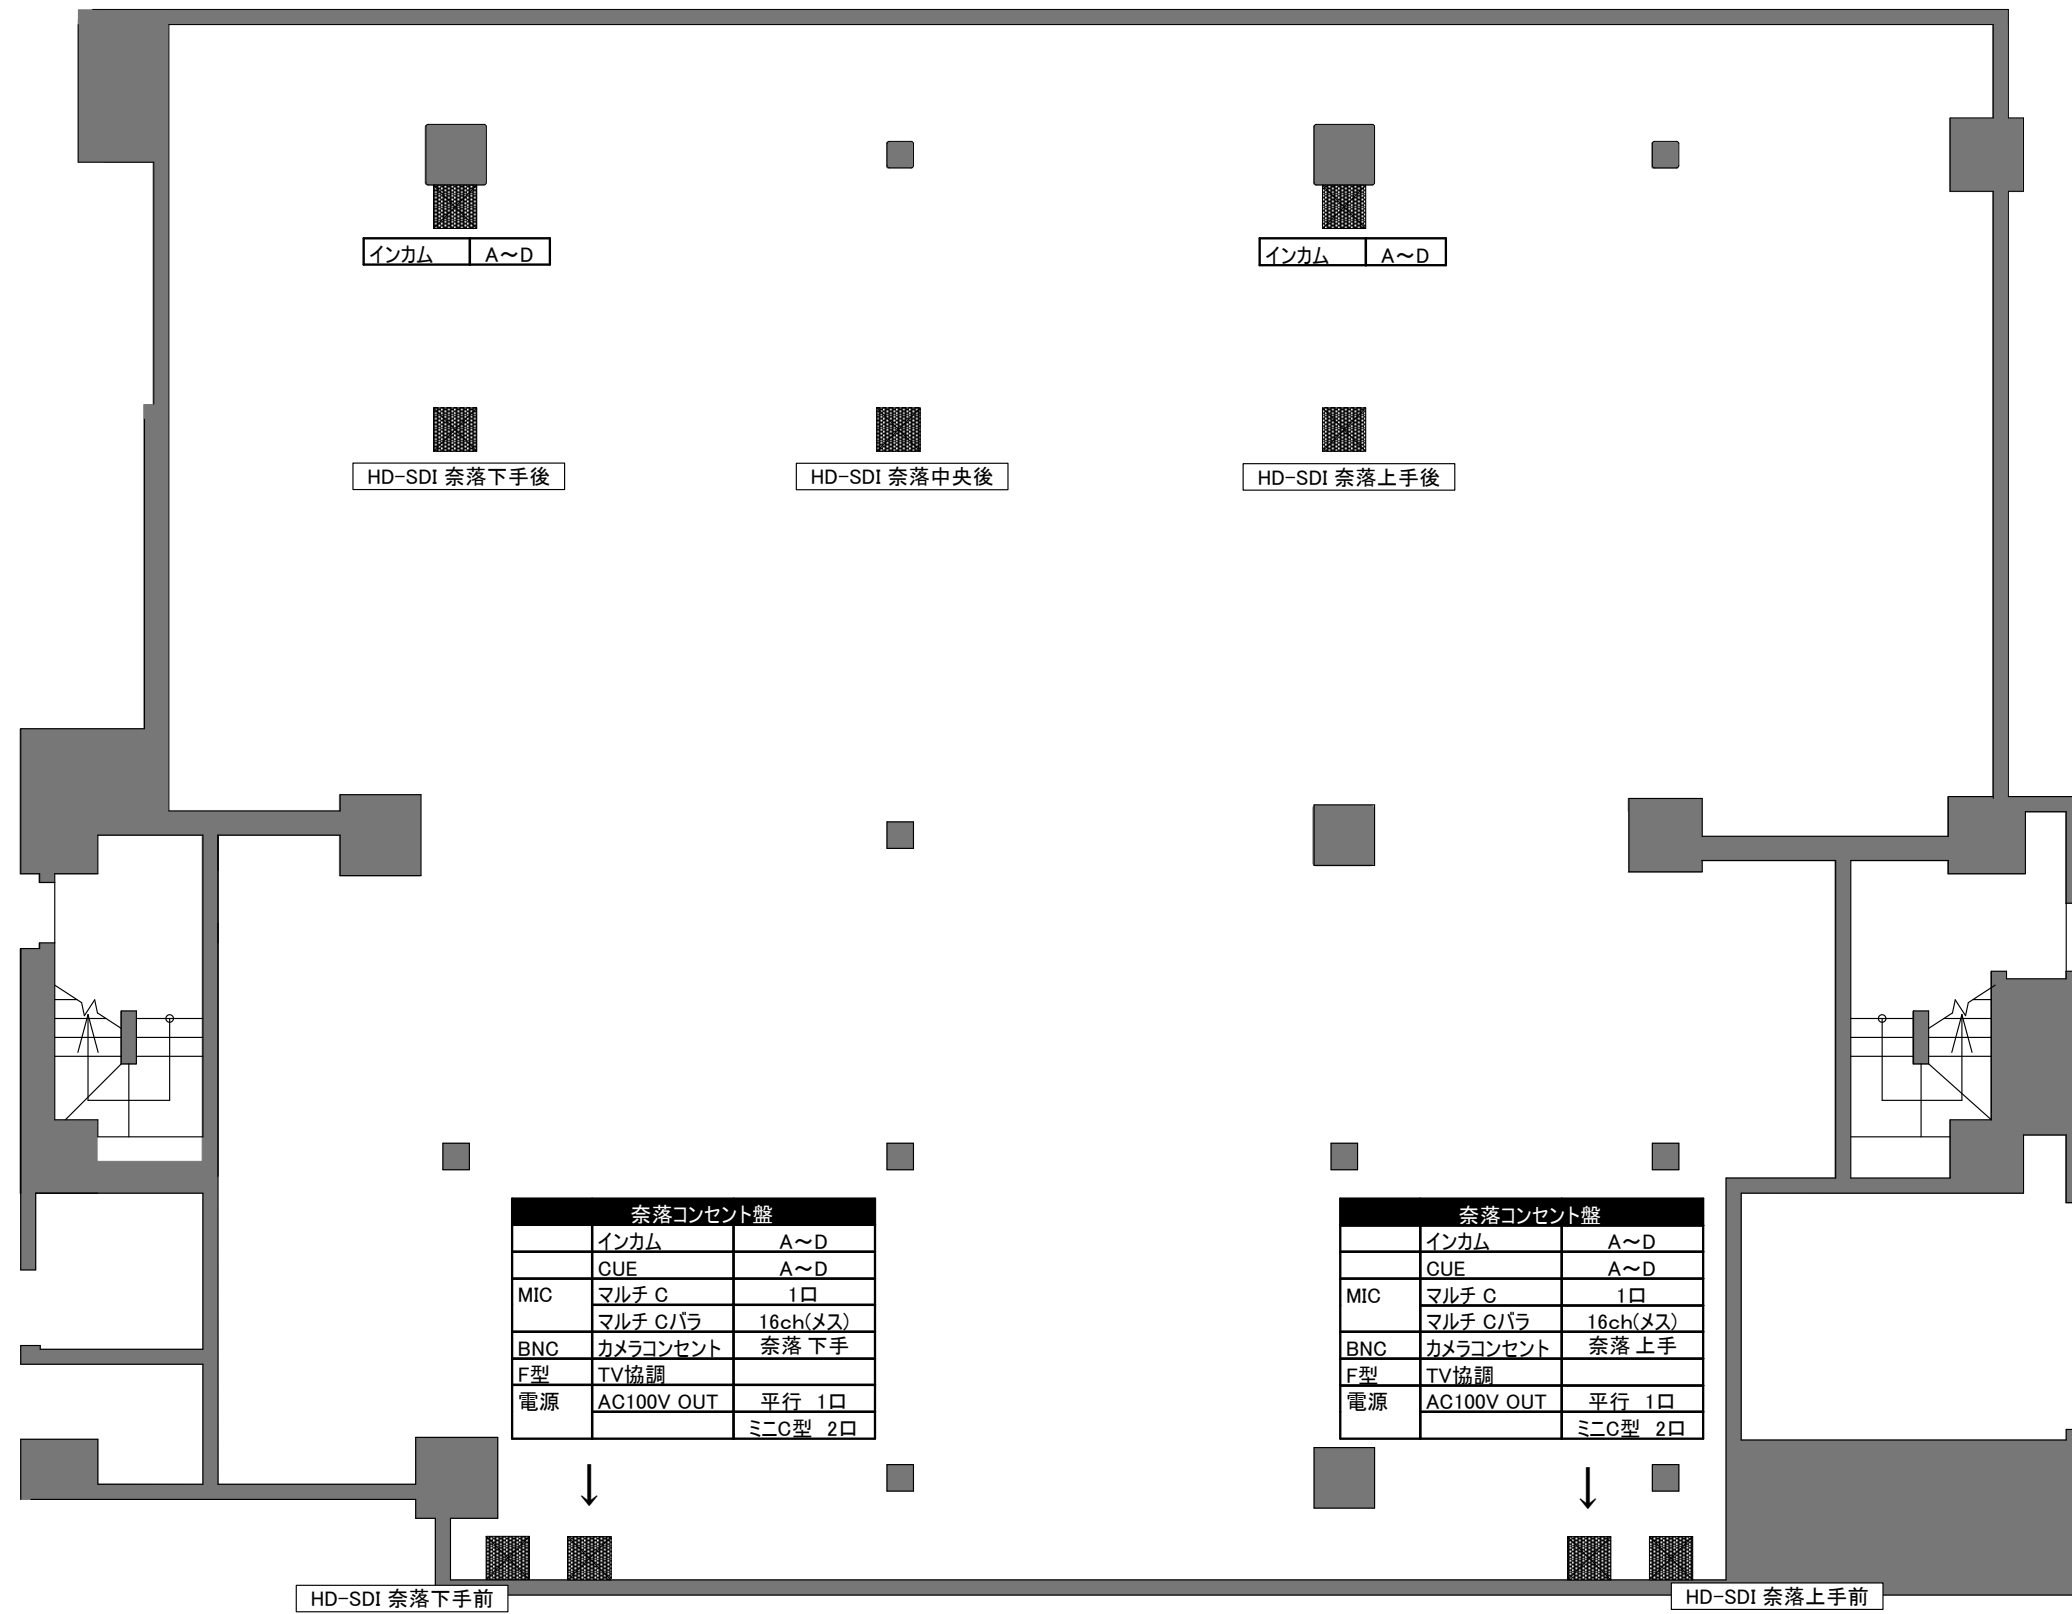 インカム A～D
インカム A～D
HD-SDI 奈落下手後
HD-SDI 奈落中央後
HD-SDI 奈落上手後
奈落コンセント盤
インカム A～D
CUE A～D
MIC マルチ C 1口
マルチ Cバラ 16ch(メス)
BNC カメラコンセント 奈落 下手
F型 TV協調
電源 AC100V OUT 平行 1口
ミニC型 2口
↓
奈落コンセント盤
インカム A～D
CUE A～D
MIC マルチ C 1口
マルチ Cバラ 16ch(メス)
BNC カメラコンセント 奈落 上手
F型 TV協調
電源 AC100V OUT 平行 1口
ミニC型 2口
↓
HD-SDI 奈落下手前
HD-SDI 奈落上手前